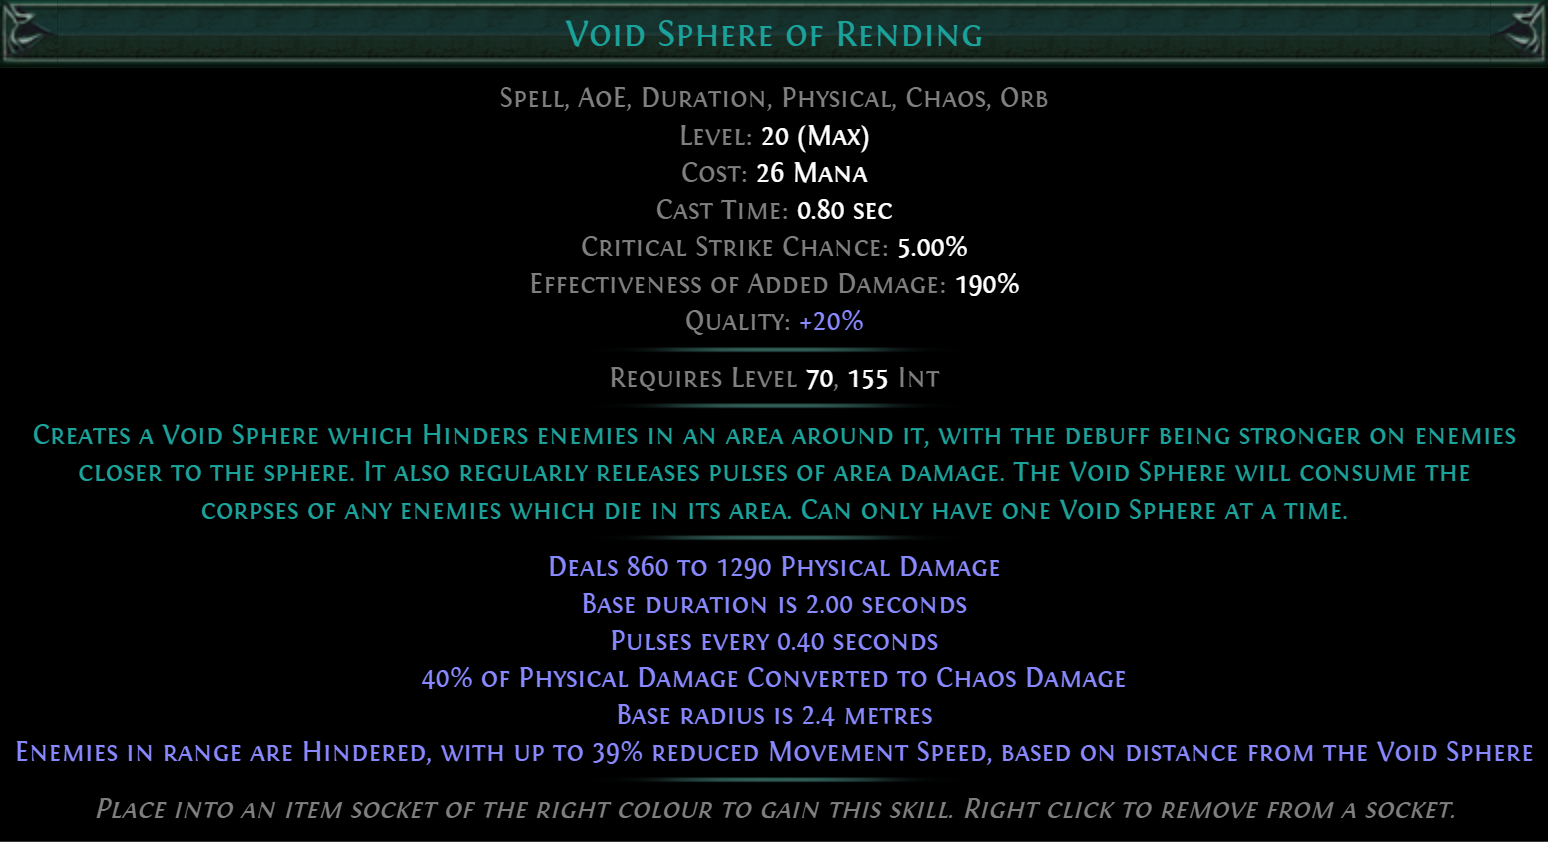 Void Sphere of Rending
Spell, AoE, Duration, Physical, Chaos, Orb
Level: 20 (Max)
Cost: 26 Mana
Cast Time: 0.80 sec
Critical Strike Chance: 5.00%
Effectiveness of Added Damage: 190%
Quality: +20%
Requires Level 70, 155 Int
Creates a Void Sphere which Hinders enemies in an area around it, with the debuff being stronger on enemies
closer to the sphere. It also regularly releases pulses of area damage. The Void Sphere will consume the
corpses of any enemies which die in its area. Can only have one Void Sphere at a time.
Deals 860 to 1290 Physical Damage
Base duration is 2.00 seconds
Pulses every 0.40 seconds
40% of Physical Damage Converted to Chaos Damage
Base radius is 2.4 metres
Enemies in range are Hindered, with up to 39% reduced Movement Speed, based on distance from the Void Sphere
Place into an item socket of the right colour to gain this skill. Right click to remove from a socket.